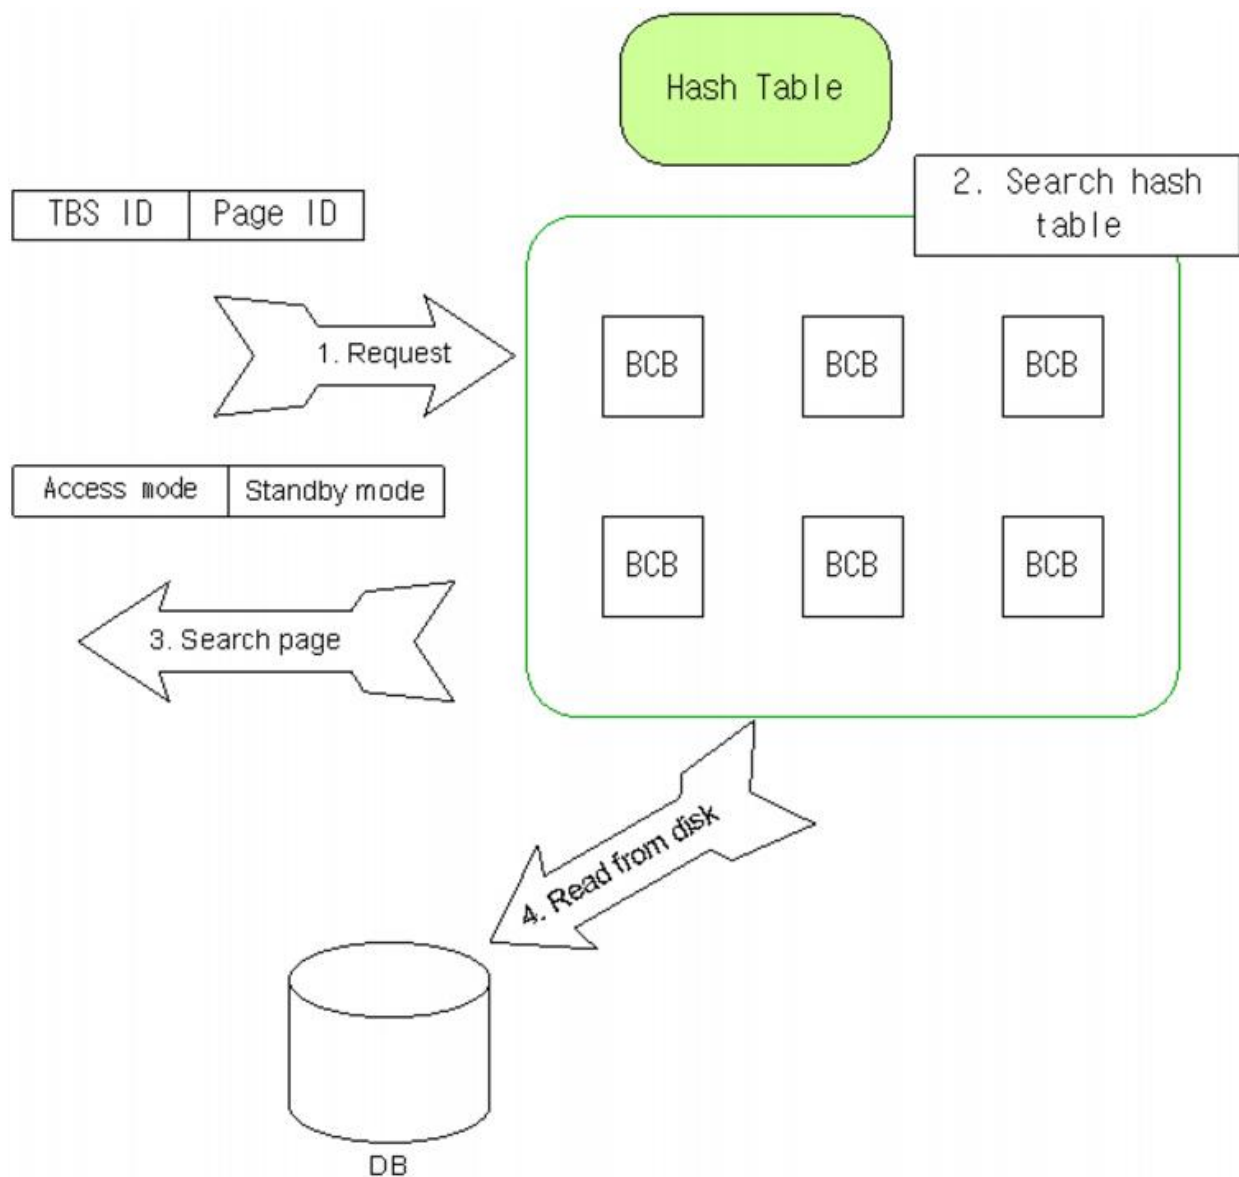 Hash Table
2. Search hash
table
TBS ID Page ID
1. Request
BCB BCB BCB
Access mode Standby mode
BCB BCB BCB
3. Search page
4. Read from disk
DB